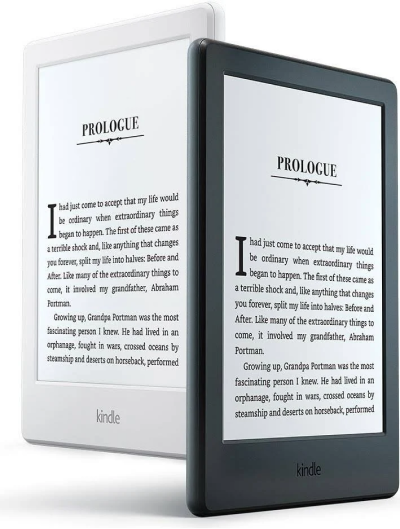 PROLOGUE
I had just come to accept that my life would
be ordinary when extraordinary things
began to happen. The first of these came as
a terrible shock and, like anything that changes
you forever, split my life into halves: Before and
After. Like many of the extraordinary things to
come, it involved my grandfather, Abraham
Portman.
Growing up, Grandpa Portman was the most
fascinating person I knew. He had lived in an
orphanage, fought in wars, crossed oceans by
steamship and deserts on horseback, performed
kindle
PROLOGUE
I had just come to accept that my life would
be ordinary when extraordinary things
began to happen. The first of these came as
a terrible shock and, like anything that changes
you forever, split my life into halves: Before and
After. Like many of the extraordinary things to
come, it involved my grandfather, Abraham
Portman.
Growing up, Grandpa Portman was the most
fascinating person I knew. He had lived in an
orphanage, fought in wars, crossed oceans by
steamship and deserts on horseback, performed
kindle